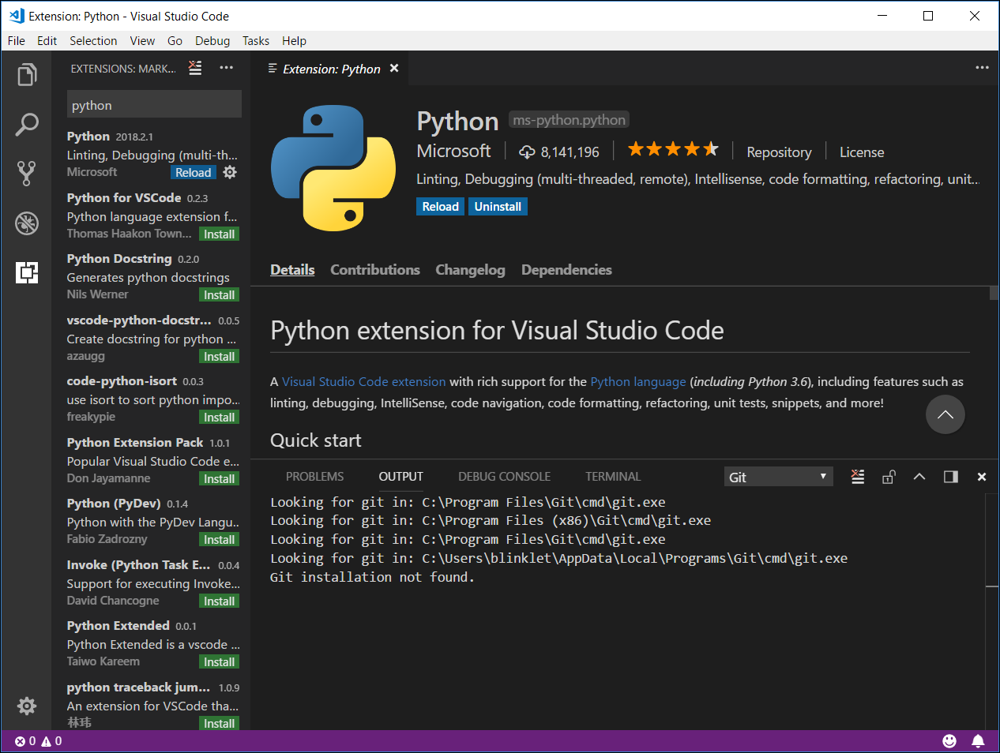 Extension: Python - Visual Studio Code
File Edit Selection View Go Debug Tasks Help
EXTENSIONS: MARK...
python
Python 2018.2.1
Linting, Debugging (multi-th...
Microsoft Reload
Python for VSCode 0.2.3
Python language extension f...
Thomas Haakon Town... Install
Python Docstring 0.2.0
Generates python docstrings
Nils Werner Install
vscode-python-docstr... 0.0.5
Create docstring for python ...
azaugg Install
code-python-isort 0.0.3
use isort to sort python impo...
freakypie Install
Python Extension Pack 1.0.1
Popular Visual Studio Code e...
Don Jayamanne Install
Python (PyDev) 0.1.4
Python with the PyDev Langu...
Fabio Zadrozny Install
Invoke (Python Task E... 0.0.4
Support for executing Invoke...
David Chancogne Install
Python Extended 0.0.1
Python Extended is a vscode ...
Taiwo Kareem Install
python traceback jum... 1.0.9
An extension for VSCode tha...
林玮 Install
Extension: Python
Python ms-python.python
Microsoft 8,141,196 Repository License
Linting, Debugging (multi-threaded, remote), Intellisense, code formatting, refactoring, unit...
Reload Uninstall
Details Contributions Changelog Dependencies
Python extension for Visual Studio Code
A Visual Studio Code extension with rich support for the Python language (including Python 3.6), including features such as
linting, debugging, IntelliSense, code navigation, code formatting, refactoring, unit tests, snippets, and more!
Quick start
PROBLEMS OUTPUT DEBUG CONSOLE TERMINAL Git
Looking for git in: C:\Program Files\Git\cmd\git.exe
Looking for git in: C:\Program Files (x86)\Git\cmd\git.exe
Looking for git in: C:\Program Files\Git\cmd\git.exe
Looking for git in: C:\Users\blinklet\AppData\Local\Programs\Git\cmd\git.exe
Git installation not found.
0 0